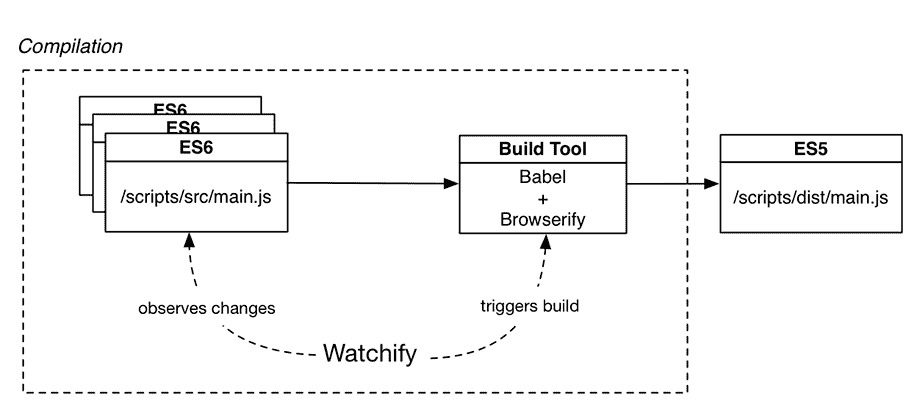 Compilation
ES6
ES6
ES6
/scripts/src/main.js
Build Tool
Babel
+
Browserify
ES5
/scripts/dist/main.js
observes changes
triggers build
Watchify